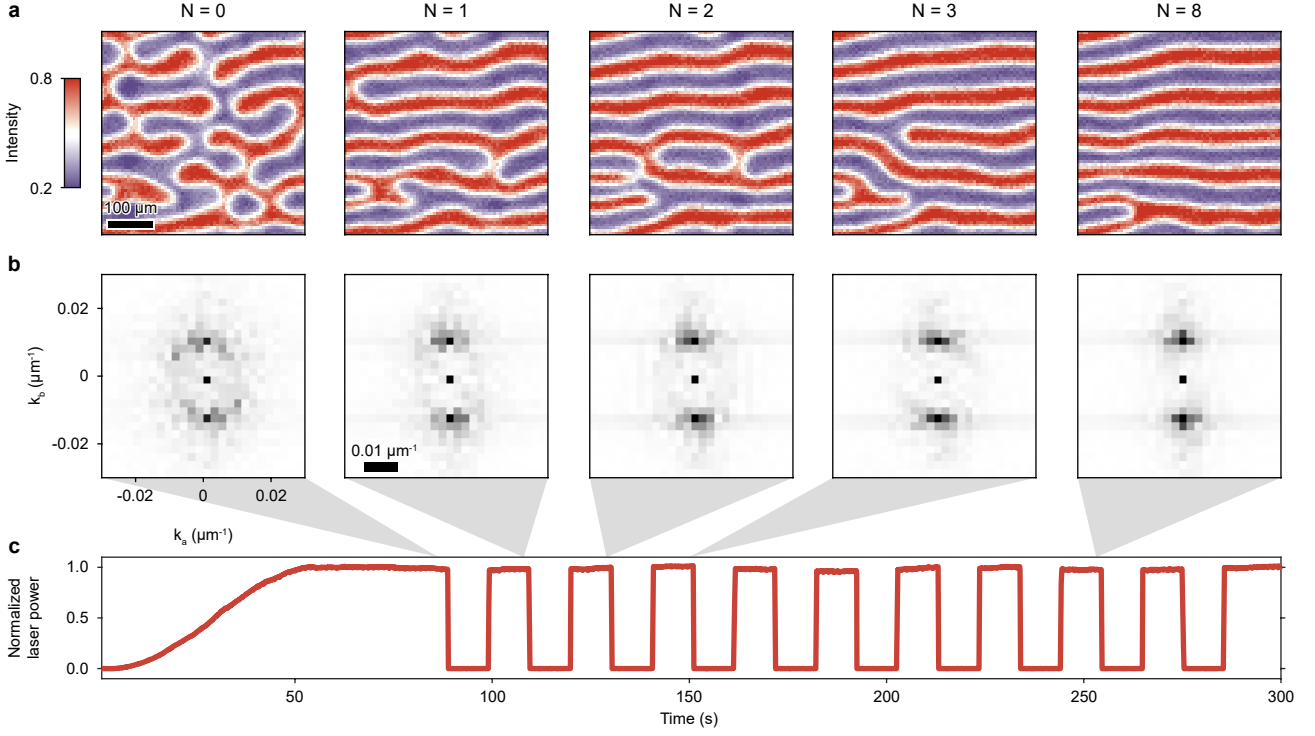 a
N = 0
N = 1
N = 2
N = 3
N = 8
Intensity
0.8
0.2
100 µm
b
k_b (µm⁻¹)
0.02
0
-0.02
0.01 µm⁻¹
-0.02
0
0.02
k_a (µm⁻¹)
c
Normalized
laser power
1.0
0.5
0.0
50
100
150
200
250
300
Time (s)